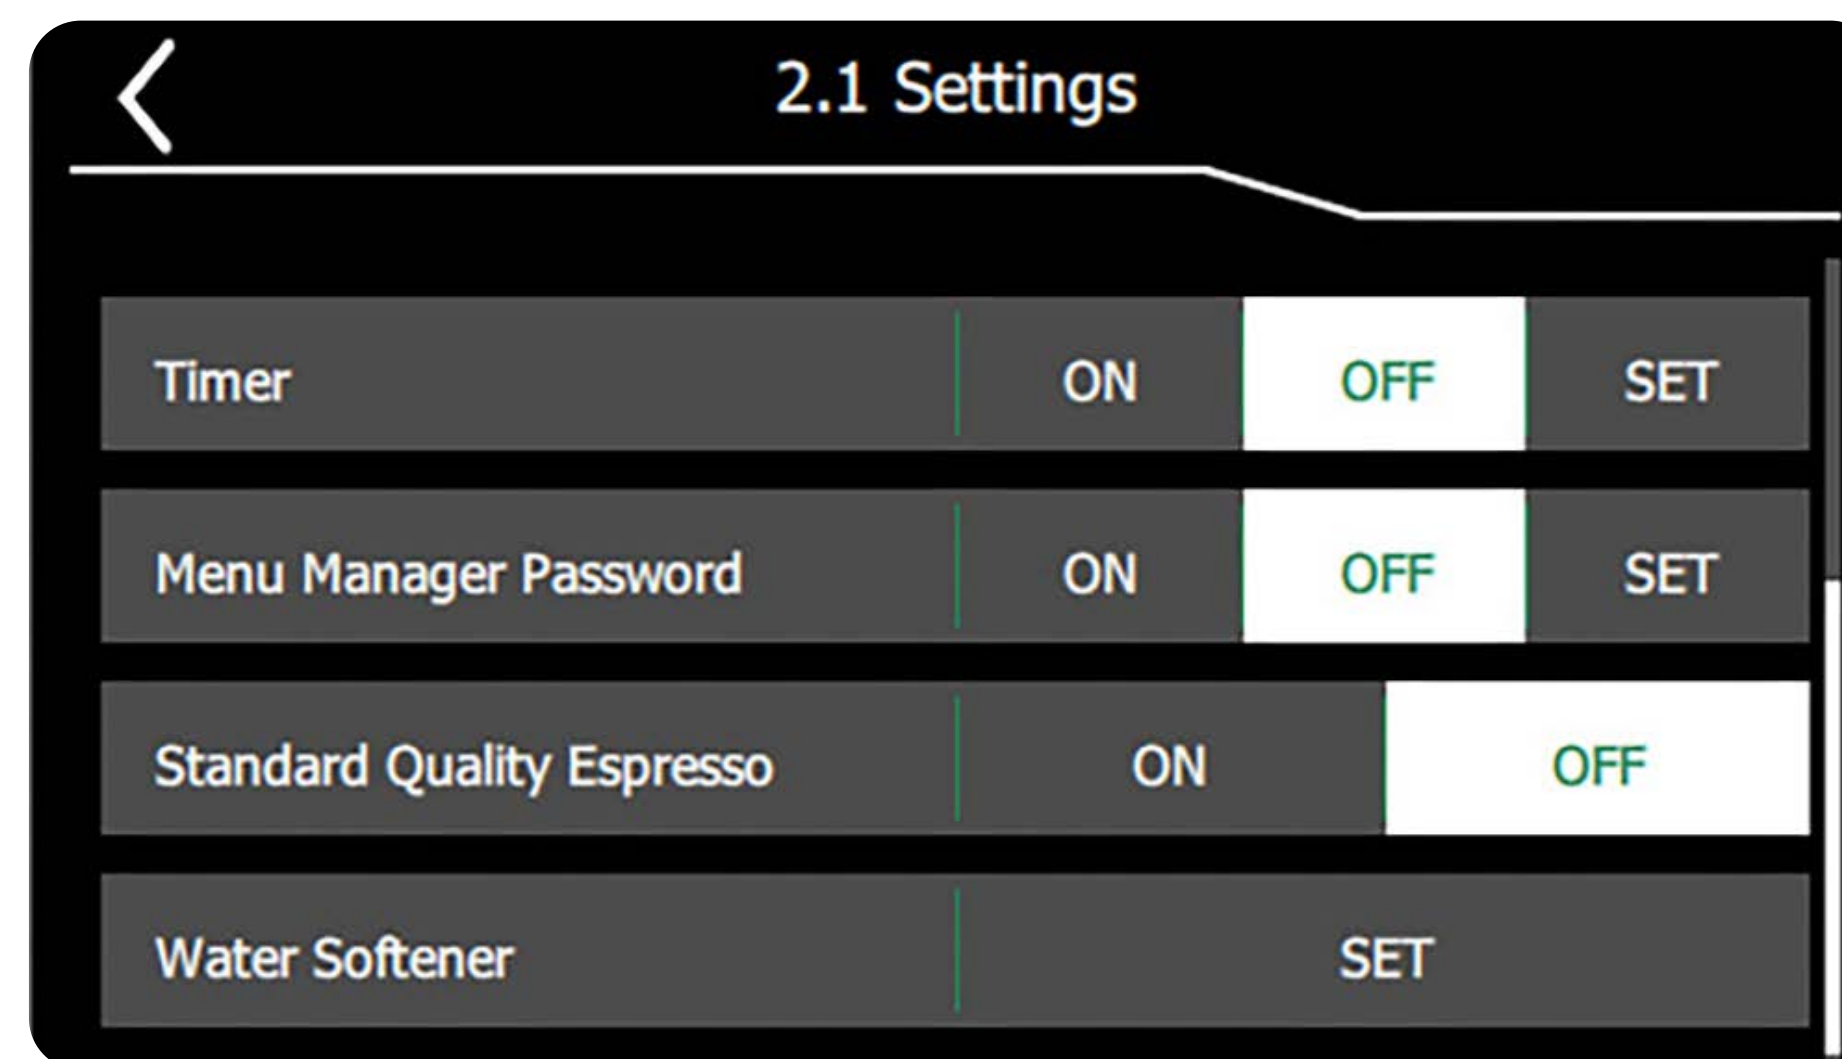 2.1 Settings
Timer ON OFF SET
Menu Manager Password ON OFF SET
Standard Quality Espresso ON OFF
Water Softener SET